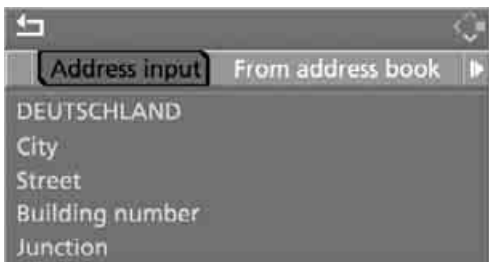 Address input From address book
DEUTSCHLAND
City
Street
Building number
Junction